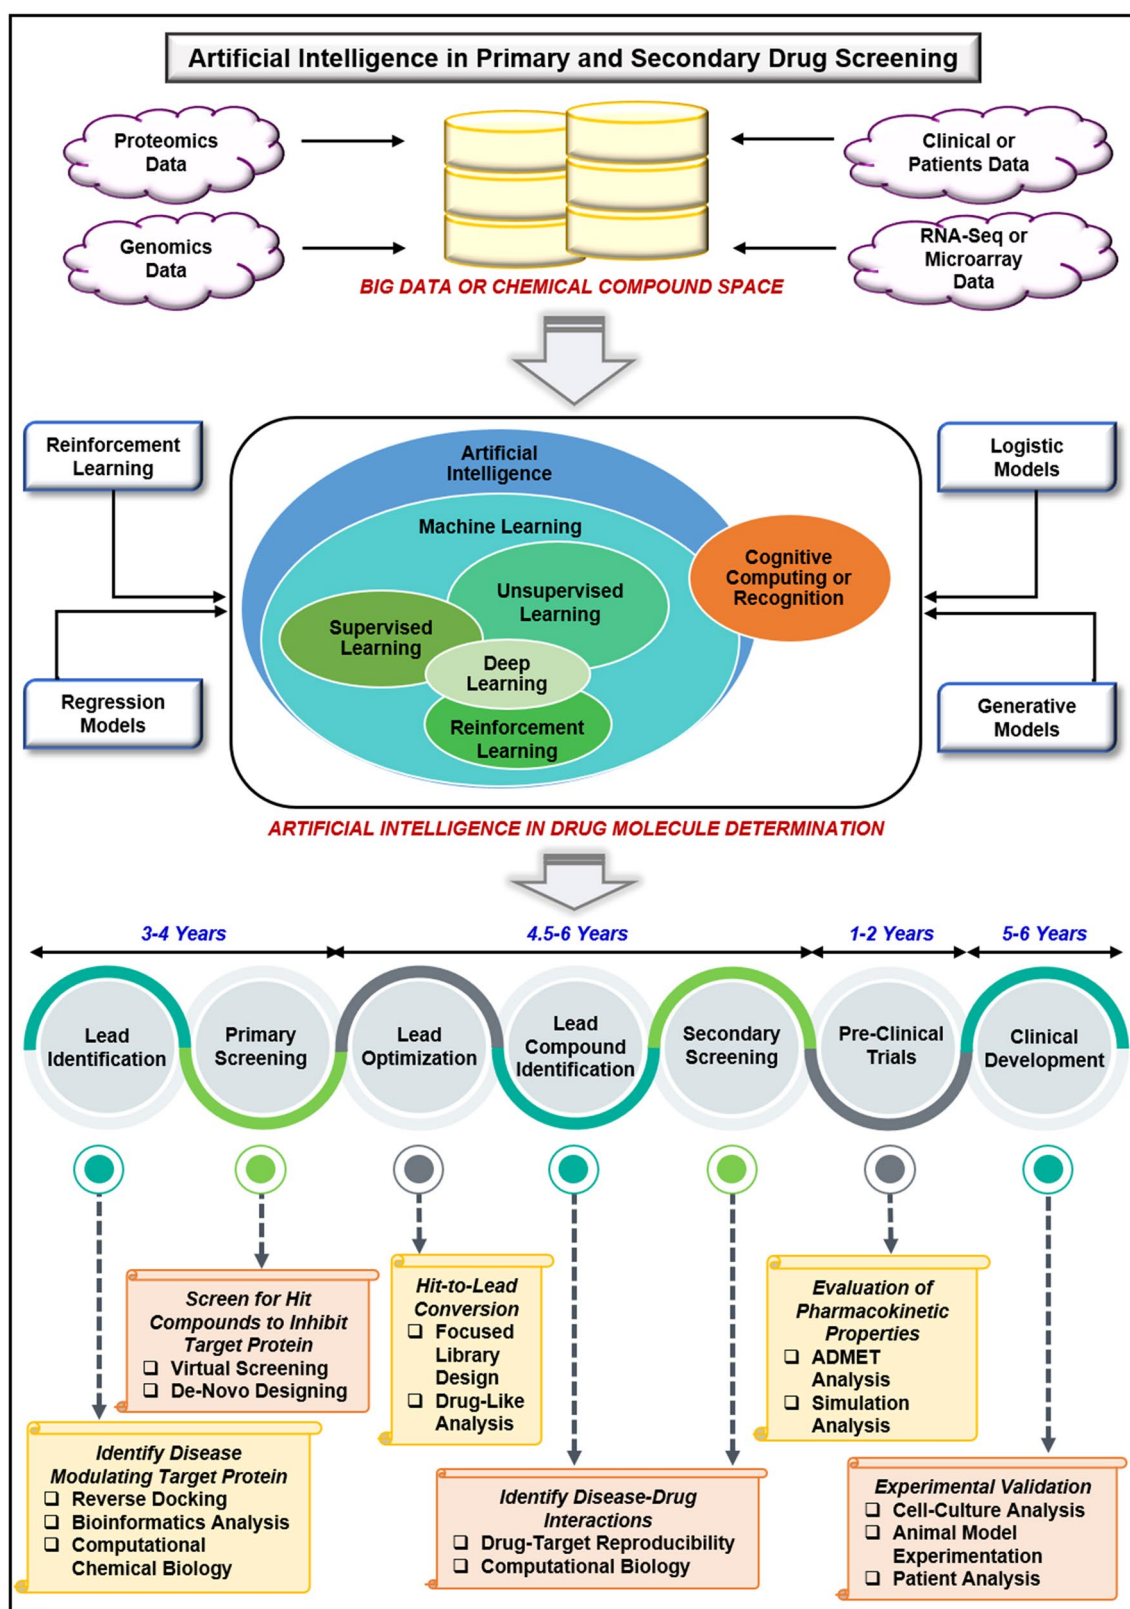 Artificial Intelligence in Primary and Secondary Drug Screening
Proteomics
Data
Clinical or
Patients Data
Genomics
Data
RNA-Seq or
Microarray
Data
BIG DATA OR CHEMICAL COMPOUND SPACE
Reinforcement
Learning
Logistic
Models
Artificial
Intelligence
Machine Learning
Cognitive
Computing or
Recognition
Unsupervised
Learning
Supervised
Learning
Deep
Learning
Reinforcement
Learning
Regression
Models
Generative
Models
ARTIFICIAL INTELLIGENCE IN DRUG MOLECULE DETERMINATION
3-4 Years
4.5-6 Years
1-2 Years
5-6 Years
Lead
Identification
Primary
Screening
Lead
Optimization
Lead
Compound
Identification
Secondary
Screening
Pre-Clinical
Trials
Clinical
Development
Screen for Hit
Compounds to Inhibit
Target Protein
❑ Virtual Screening
❑ De-Novo Designing
Hit-to-Lead
Conversion
❑ Focused
Library
Design
❑ Drug-Like
Analysis
Evaluation of
Pharmacokinetic
Properties
❑ ADMET
Analysis
❑ Simulation
Analysis
Identify Disease
Modulating Target Protein
❑ Reverse Docking
❑ Bioinformatics Analysis
❑ Computational
Chemical Biology
Identify Disease-Drug
Interactions
❑ Drug-Target Reproducibility
❑ Computational Biology
Experimental Validation
❑ Cell-Culture Analysis
❑ Animal Model
Experimentation
❑ Patient Analysis